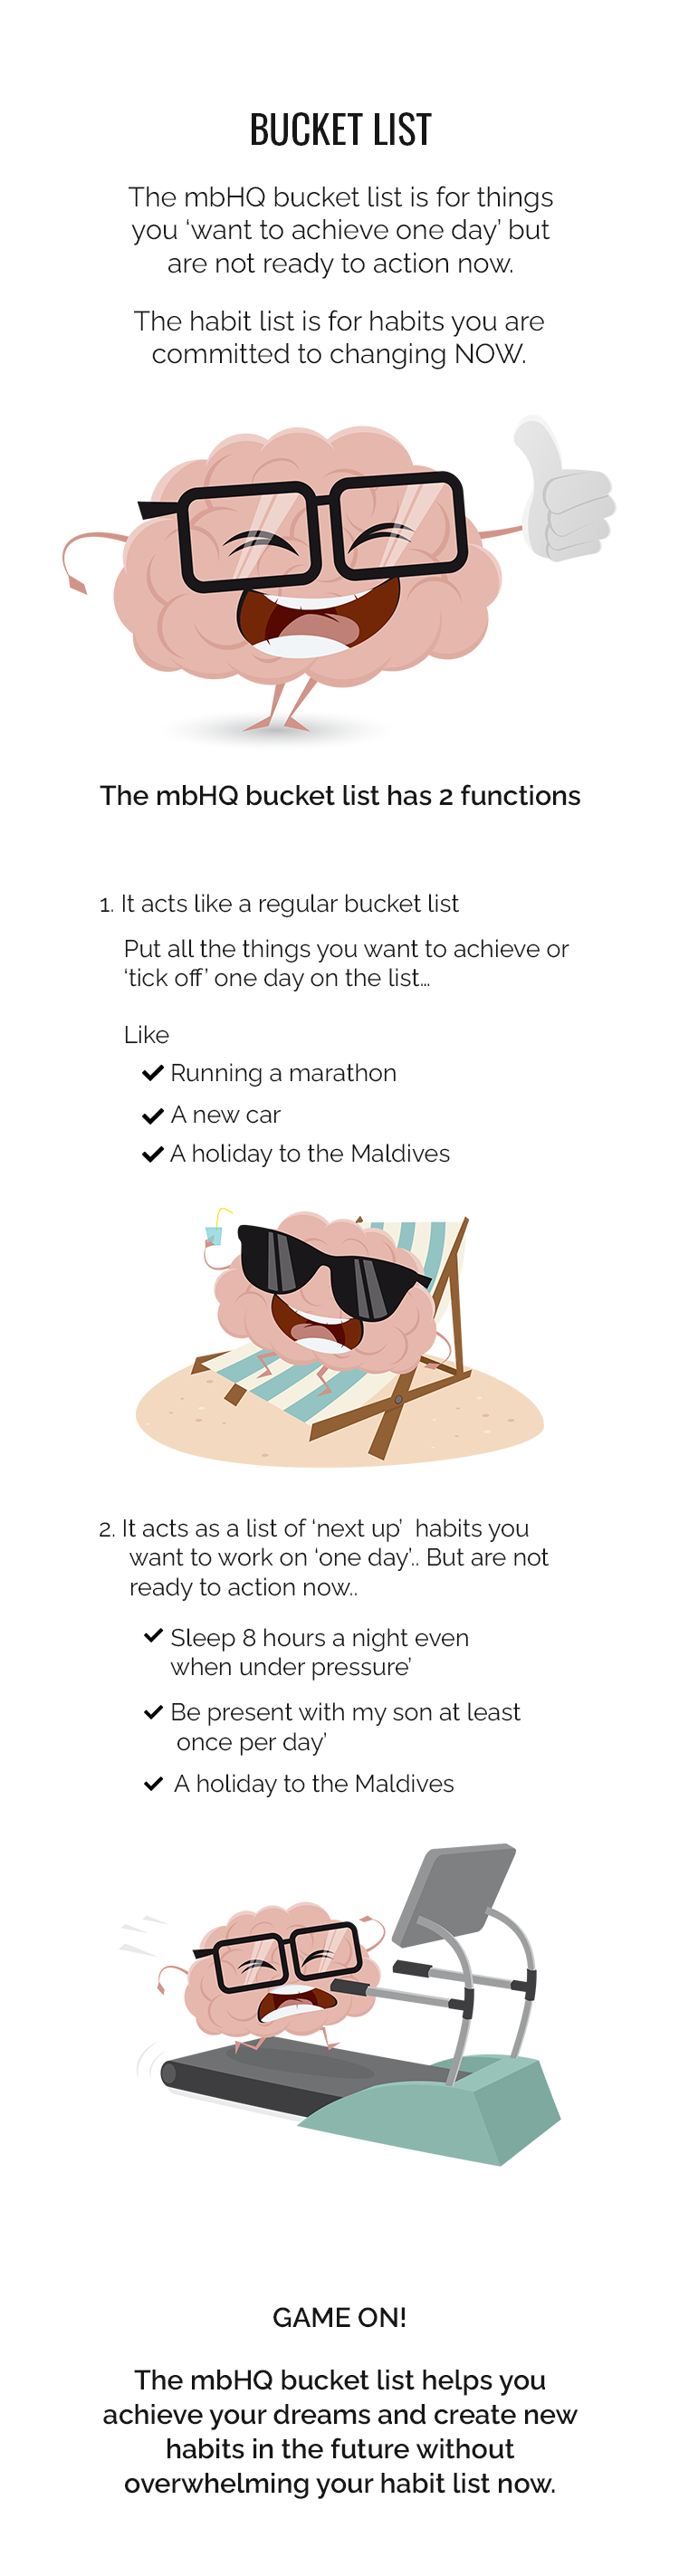 BUCKET LIST
The mbHQ bucket list is for things
you ‘want to achieve one day’ but
are not ready to action now.
The habit list is for habits you are
committed to changing NOW.
The mbHQ bucket list has 2 functions
1. It acts like a regular bucket list
Put all the things you want to achieve or
‘tick off’ one day on the list...
Like
✔ Running a marathon
✔ A new car
✔ A holiday to the Maldives
2. It acts as a list of ‘next up’ habits you
want to work on ‘one day’.. But are not
ready to action now..
✔ Sleep 8 hours a night even
when under pressure’
✔ Be present with my son at least
once per day’
✔ A holiday to the Maldives
GAME ON!
The mbHQ bucket list helps you
achieve your dreams and create new
habits in the future without
overwhelming your habit list now.